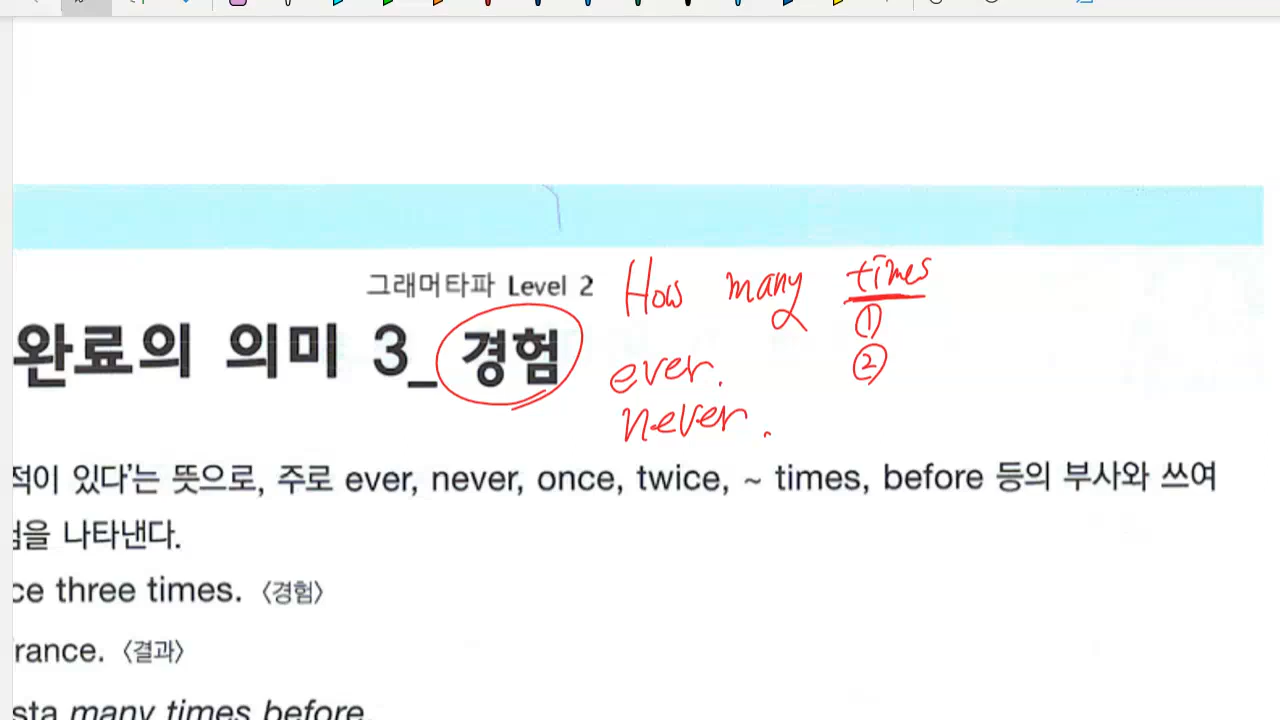 그래머타파 Level 2 How many times
①
완료의 의미 3_ 경험
ever.
②
never.
적이 있다'는 뜻으로, 주로 ever, never, once, twice, ~ times, before 등의 부사와 쓰여
을 나타낸다.
ce three times. 〈경험〉
rance. 〈결과〉
sta many times before.